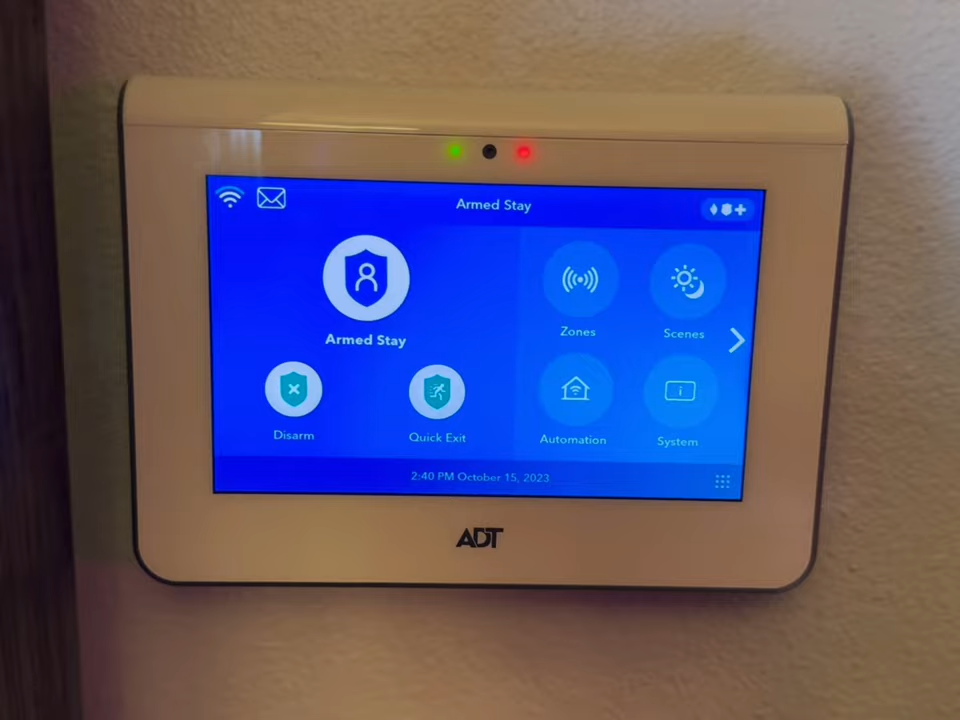 Armed Stay
Armed Stay
Zones
Scenes
Disarm
Quick Exit
Automation
System
2:40 PM October 15, 2023
ADT